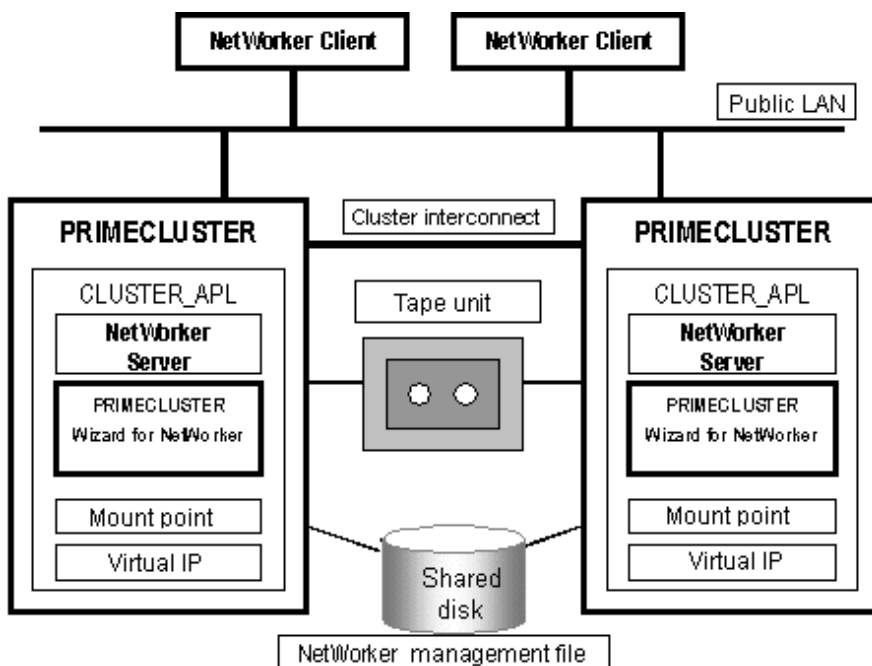 NetWorker Client
NetWorker Client
Public LAN
PRIMECLUSTER
Cluster interconnect
PRIMECLUSTER
CLUSTER_APL
Tape unit
CLUSTER_APL
NetWorker
Server
NetWorker
Server
PRIMECLUSTER
Wizard for NetWorker
PRIMECLUSTER
Wizard for NetWorker
Mount point
Mount point
Virtual IP
Virtual IP
Shared
disk
NetWorker management file